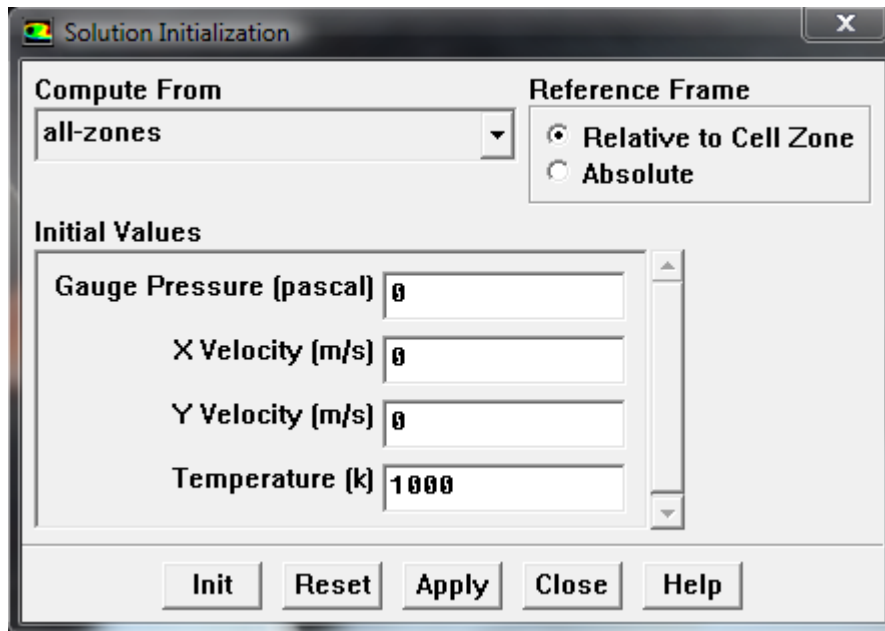 Solution Initialization
x
Compute From
Reference Frame
all-zones
Relative to Cell Zone
Absolute
Initial Values
Gauge Pressure (pascal) 0
X Velocity (m/s) 0
Y Velocity (m/s) 0
Temperature (k) 1000
Init Reset Apply Close Help